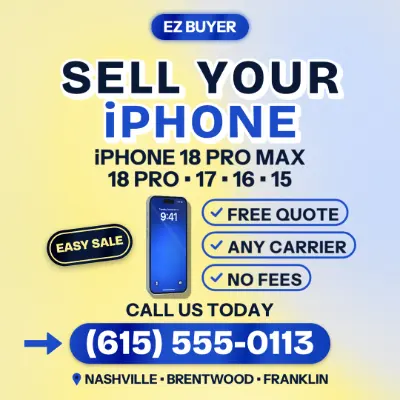 EZ BUYER
SELL YOUR
iPHONE
iPHONE 18 PRO MAX
18 PRO ▪ 17 ▪ 16 ▪ 15
9:41
EASY SALE
FREE QUOTE
ANY CARRIER
NO FEES
CALL US TODAY
(615) 555-0113
NASHVILLE ▪ BRENTWOOD ▪ FRANKLIN